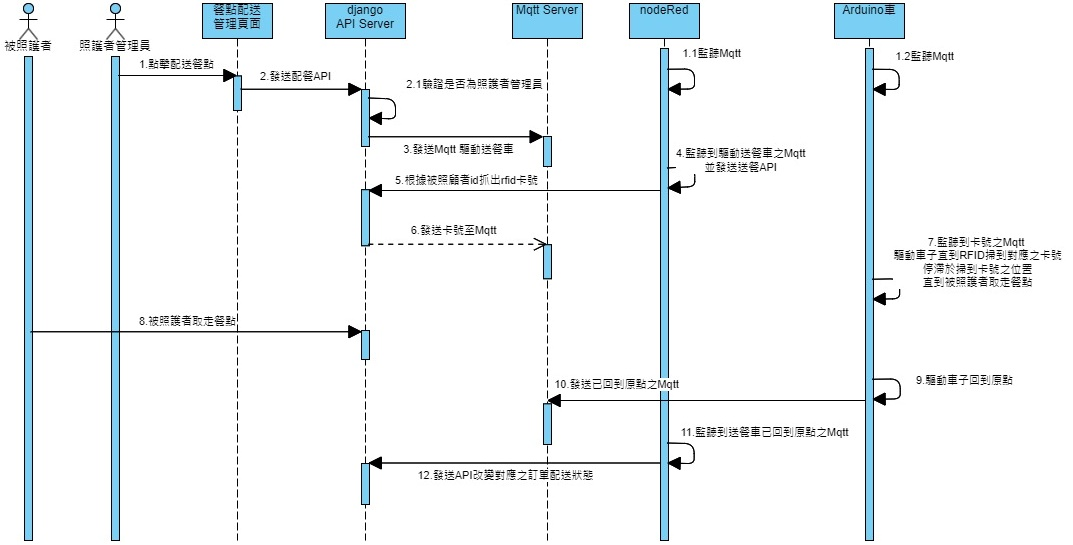 被照護者
照護者管理員
餐點配送
管理頁面
django
API Server
Mqtt Server
nodeRed
Arduino車
1.點擊配送餐點
2.發送配餐API
2.1驗證是否為照護者管理員
3.發送Mqtt 驅動送餐車
1.1監聽Mqtt
1.2監聽Mqtt
4.監聽到驅動送餐車之Mqtt
並發送送餐API
5.根據被照顧者id抓出rfid卡號
6.發送卡號至Mqtt
7.監聽到卡號之Mqtt
驅動車子直到RFID掃到對應之卡號
停滯於掃到卡號之位置
直到被照護者取走餐點
8.被照護者取走餐點
9.驅動車子回到原點
10.發送已回到原點之Mqtt
11.監聽到送餐車已回到原點之Mqtt
12.發送API改變對應之訂單配送狀態